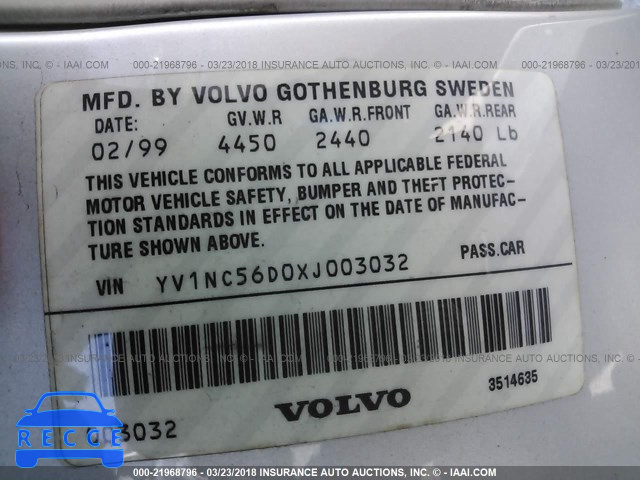 000-21968796 - 03/23/2018 - INSURANCE AUTO AUCTIONS, INC. - IAAI.COM
MFD. BY VOLVO GOTHENBURG SWEDEN
DATE: GV.W.R GA.W.R.FRONT GA.W.R.REAR
02/99 4450 2440 2140 Lb
THIS VEHICLE CONFORMS TO ALL APPLICABLE FEDERAL
MOTOR VEHICLE SAFETY, BUMPER AND THEFT PROTEC-
TION STANDARDS IN EFFECT ON THE DATE OF MANUFAC-
TURE SHOWN ABOVE.
VIN YV1NC56D0XJ003032 PASS.CAR
3514635
VOLVO
003032
RECCE
000-21968796 - 03/23/2018 - INSURANCE AUTO AUCTIONS, INC. - IAAI.COM